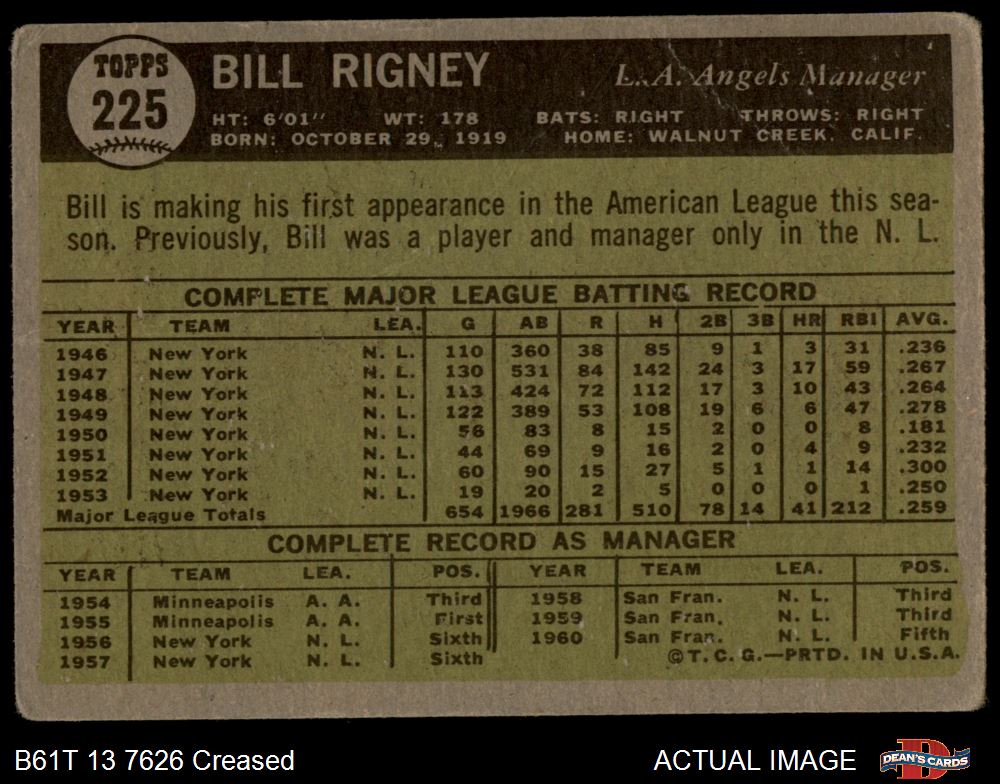 TOPPS
225
BILL RIGNEY L.A. Angels Manager
HT: 6'01" WT: 178 BATS: RIGHT THROWS: RIGHT
BORN: OCTOBER 29, 1919 HOME: WALNUT CREEK, CALIF.
Bill is making his first appearance in the American League this sea-
son. Previously, Bill was a player and manager only in the N. L.
COMPLETE MAJOR LEAGUE BATTING RECORD
YEAR TEAM LEA. G AB R H 2B 3B HR RBI AVG.
1946 New York N. L. 110 360 38 85 9 1 3 31 .236
1947 New York N. L. 130 531 84 142 24 3 17 59 .267
1948 New York N. L. 113 424 72 112 17 3 10 43 .264
1949 New York N. L. 122 389 53 108 19 6 6 47 .278
1950 New York N. L. 56 83 8 15 2 0 0 8 .181
1951 New York N. L. 44 69 9 16 2 0 4 9 .232
1952 New York N. L. 60 90 15 27 5 1 1 14 .300
1953 New York N. L. 19 20 2 5 0 0 0 1 .250
Major League Totals 654 1966 281 510 78 14 41 212 .259
COMPLETE RECORD AS MANAGER
YEAR TEAM LEA. POS. YEAR TEAM LEA. POS.
1954 Minneapolis A. A. Third 1958 San Fran. N. L. Third
1955 Minneapolis A. A. First 1959 San Fran. N. L. Third
1956 New York N. L. Sixth 1960 San Fran. N. L. Fifth
1957 New York N. L. Sixth ©T. C. G.—PRTD. IN U.S.A.
B61T 13 7626 Creased ACTUAL IMAGE DEAN'S CARDS